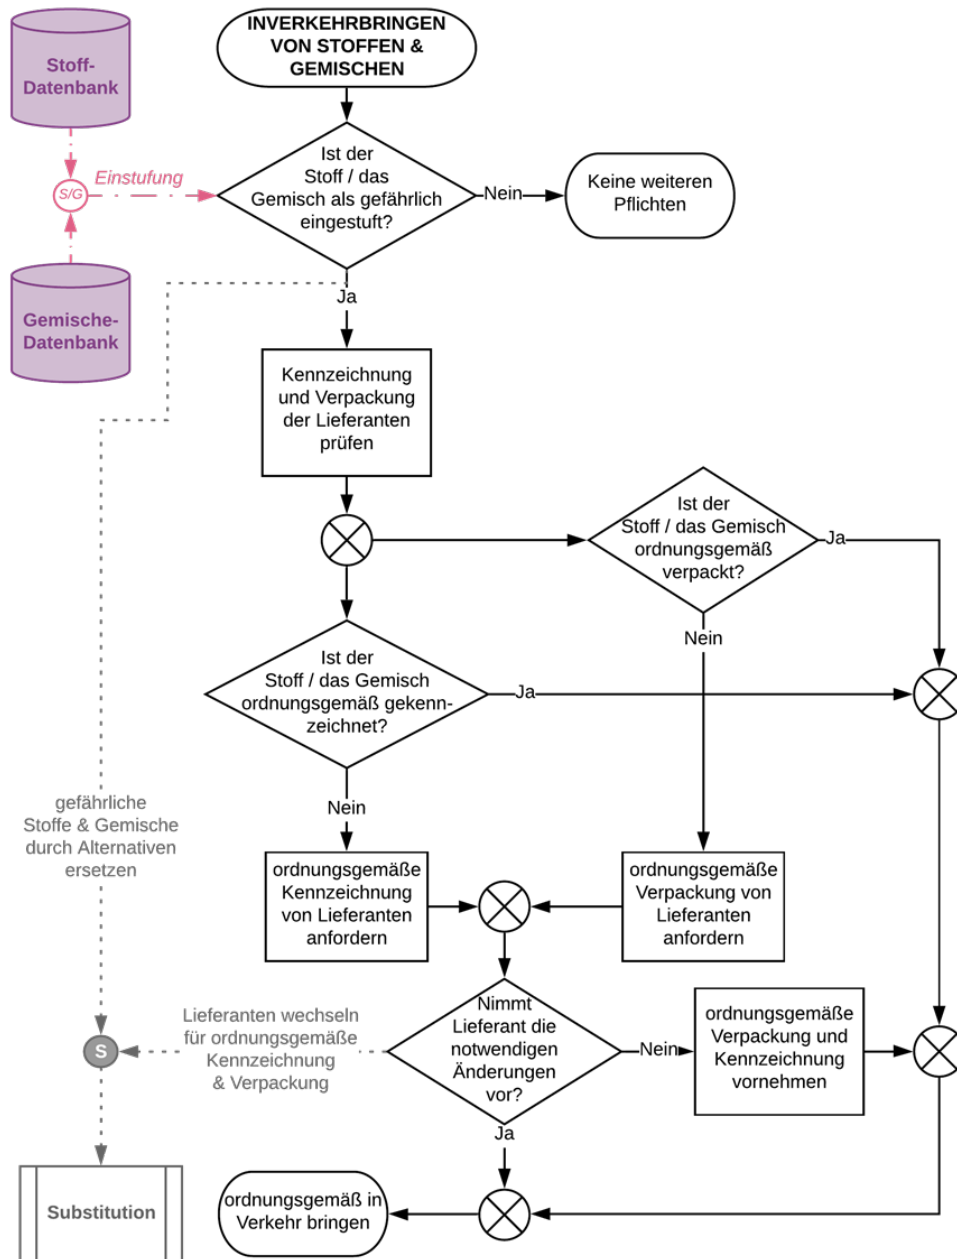 INVERKEHRBRINGEN
VON STOFFEN &
GEMISCHEN
Stoff-
Datenbank
S/G
Einstufung
Gemische-
Datenbank
Ist der
Stoff / das
Gemisch als gefährlich
eingestuft?
Nein
Keine weiteren
Pflichten
Ja
Kennzeichnung
und Verpackung
der Lieferanten
prüfen
Ist der
Stoff / das Gemisch
ordnungsgemäß
verpackt?
Ja
Nein
Ist der
Stoff / das Gemisch
ordnungsgemäß gekenn-
zeichnet?
Ja
Nein
gefährliche
Stoffe & Gemische
durch Alternativen
ersetzen
ordnungsgemäße
Kennzeichnung
von Lieferanten
anfordern
ordnungsgemäße
Verpackung von
Lieferanten
anfordern
Nimmt
Lieferant die
notwendigen
Änderungen
vor?
Nein
ordnungsgemäße
Verpackung und
Kennzeichnung
vornehmen
Lieferanten wechseln
für ordnungsgemäße
Kennzeichnung
& Verpackung
S
Ja
Substitution
ordnungsgemäß in
Verkehr bringen